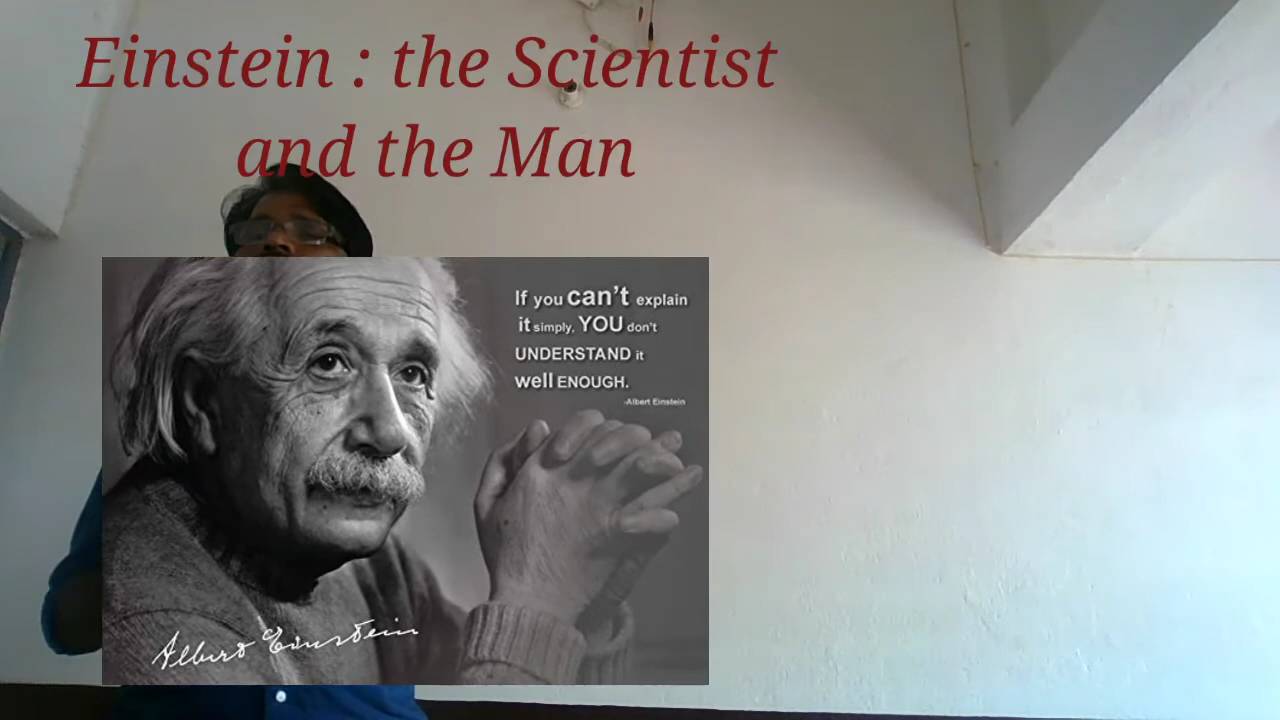 Einstein : the Scientist
and the Man
If you can't explain
it simply, YOU don't
UNDERSTAND it
well ENOUGH.
-Albert Einstein
Albert Einstein